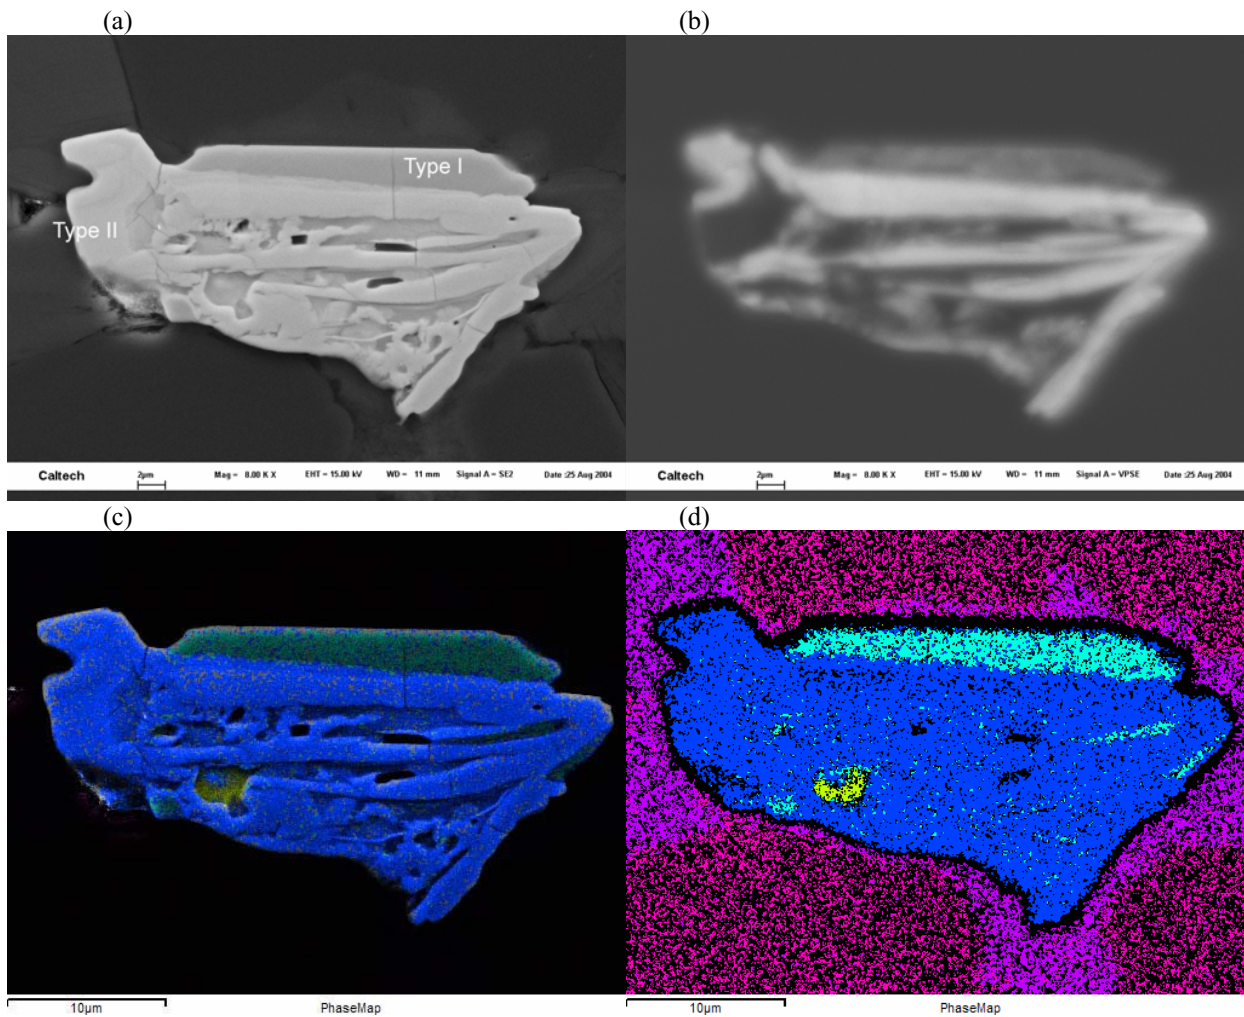 (a)
(b)
Type I
Type II
Caltech 2µm Mag = 8.00 K X EHT = 15.00 kV WD = 11 mm Signal A = SE2 Date :25 Aug 2004
Caltech 2µm Mag = 8.00 K X EHT = 15.00 kV WD = 11 mm Signal A = VPSE Date :25 Aug 2004
(c)
(d)
10µm PhaseMap
10µm PhaseMap